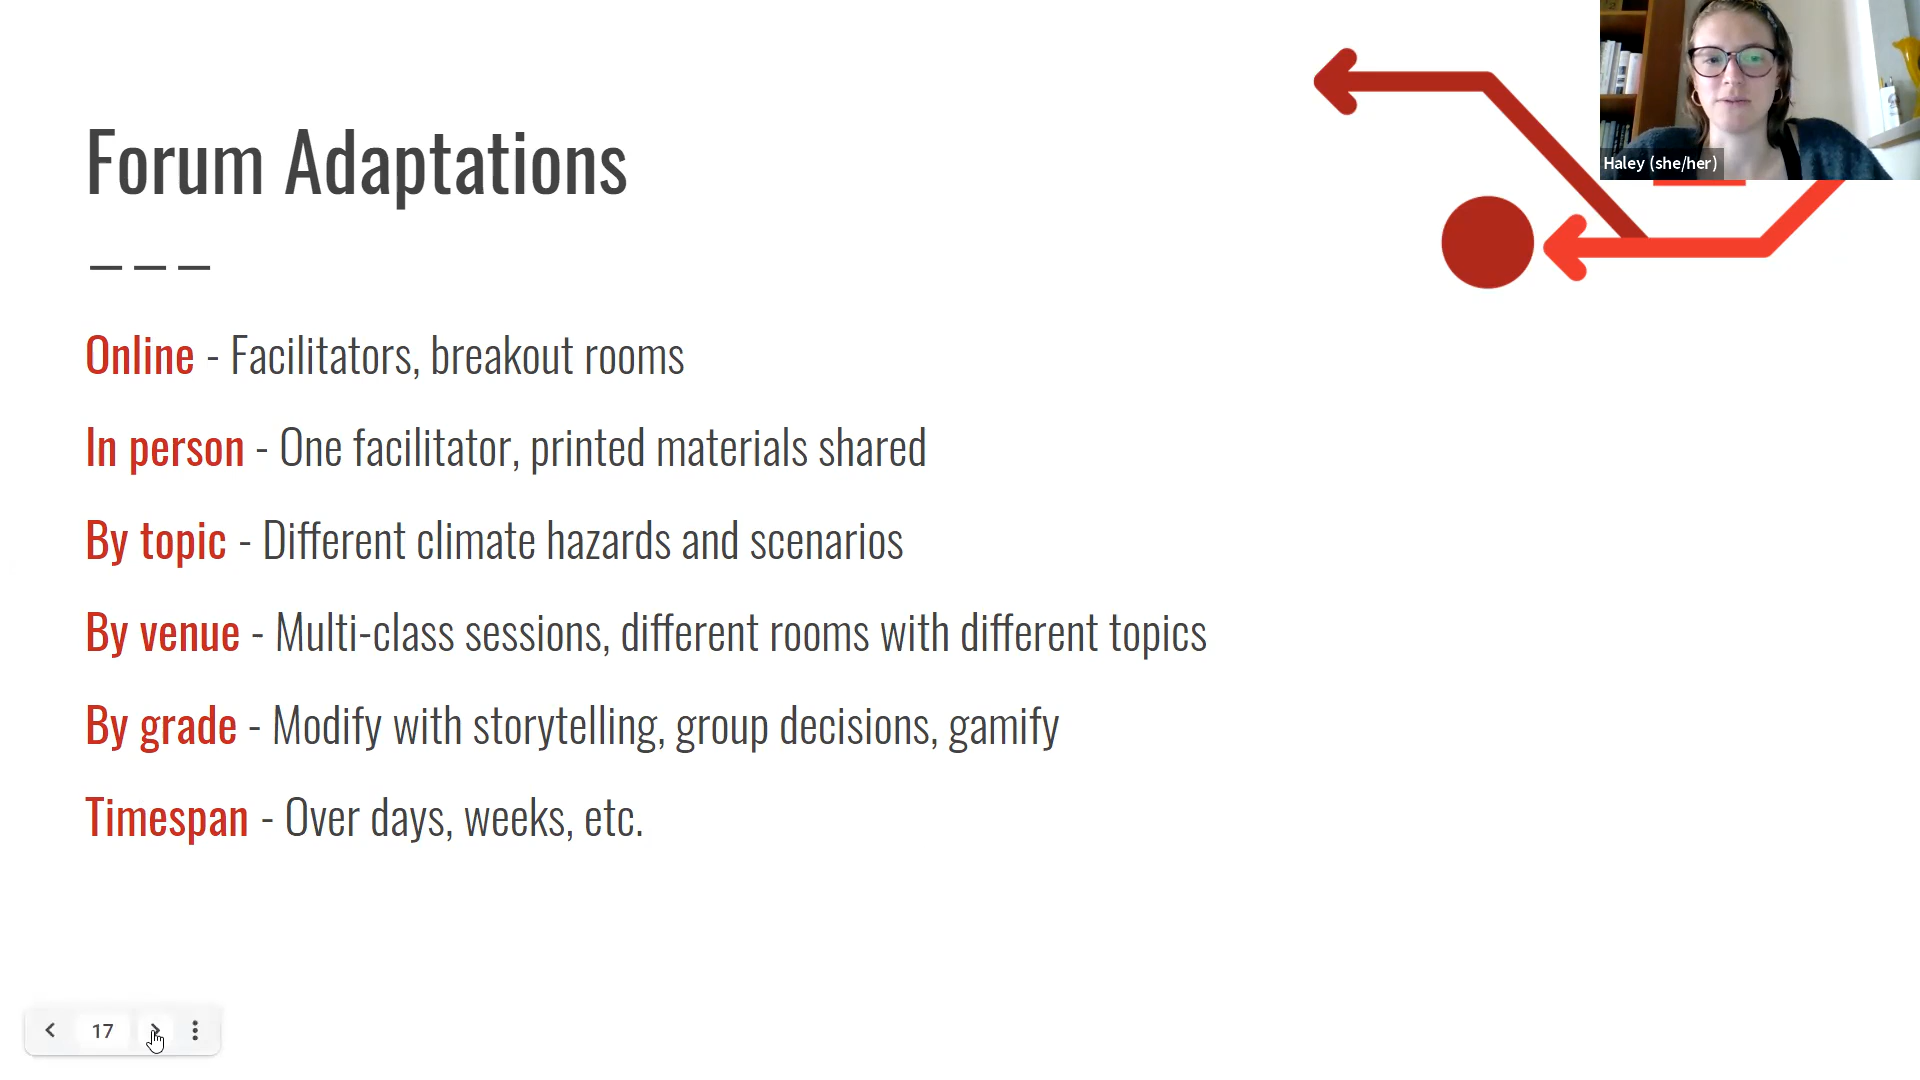 Haley (she/her)
Forum Adaptations
Online - Facilitators, breakout rooms
In person - One facilitator, printed materials shared
By topic - Different climate hazards and scenarios
By venue - Multi-class sessions, different rooms with different topics
By grade - Modify with storytelling, group decisions, gamify
Timespan - Over days, weeks, etc.
17